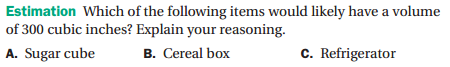 Estimation Which of the following items would likely have a volume
of 300 cubic inches? Explain your reasoning.
A. Sugar cube B. Cereal box C. Refrigerator